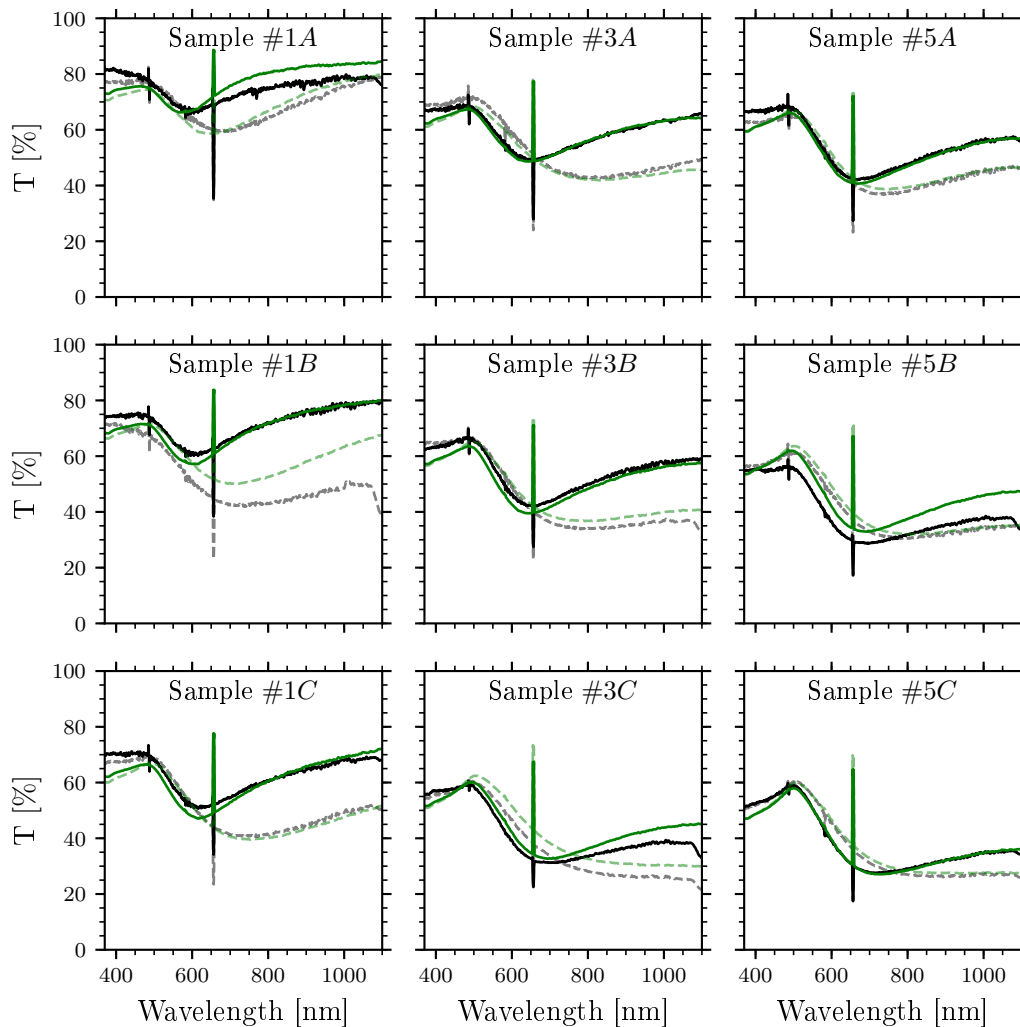 Sample #1A
Sample #3A
Sample #5A
100
80
60
40
20
0
T [%]
Sample #1B
Sample #3B
Sample #5B
100
80
60
40
20
0
T [%]
Sample #1C
Sample #3C
Sample #5C
100
80
60
40
20
0
T [%]
400 600 800 1000
400 600 800 1000
400 600 800 1000
Wavelength [nm]
Wavelength [nm]
Wavelength [nm]